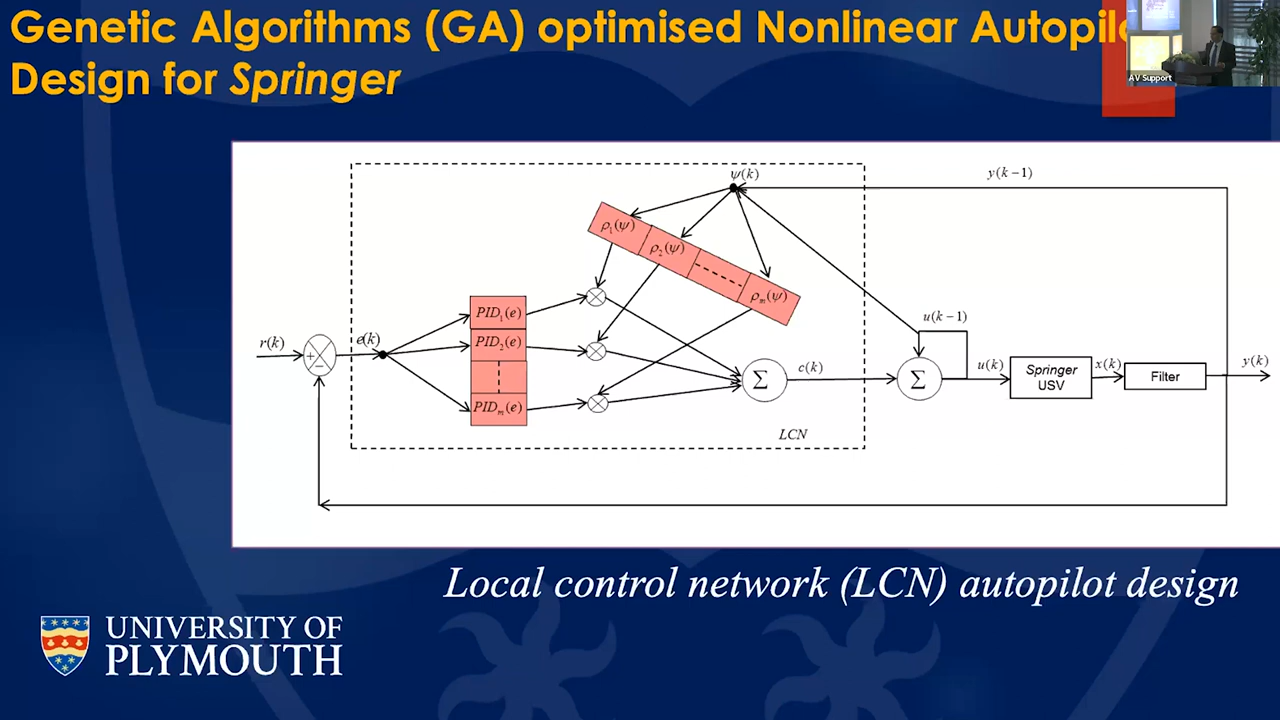 Genetic Algorithms (GA) optimised Nonlinear Autopilo
Design for Springer
AV Support
ψ(k)
y(k−1)
ρ₁(ψ)
ρ₂(ψ)
ρₘ(ψ)
PID₁(e)
PID₂(e)
PIDₘ(e)
r(k)
e(k)
+
−
Σ
c(k)
LCN
u(k−1)
Σ
u(k)
Springer
USV
x(k)
Filter
y(k)
Local control network (LCN) autopilot design
UNIVERSITY OF
PLYMOUTH